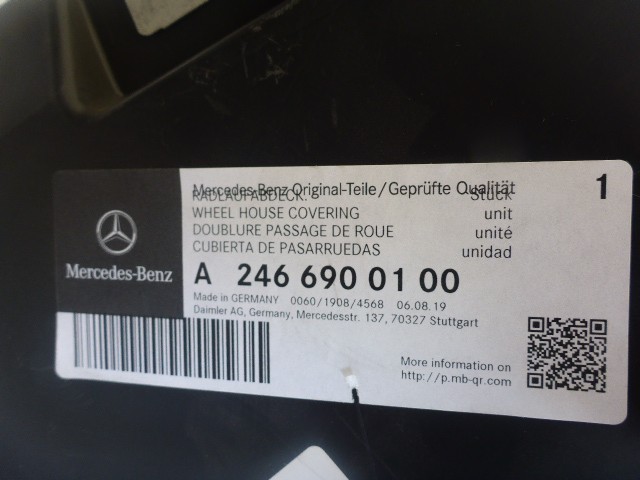 Mercedes-Benz Original-Teile/Geprüfte Qualität 1
RADLAUFABDECK. Stück
WHEEL HOUSE COVERING unit
DOUBLURE PASSAGE DE ROUE unité
CUBIERTA DE PASARRUEDAS unidad
Mercedes-Benz
A 246 690 01 00
Made in GERMANY 0060/1908/4568 06.08.19
Daimler AG, Germany, Mercedesstr. 137, 70327 Stuttgart
More information on
http://p.mb-qr.com